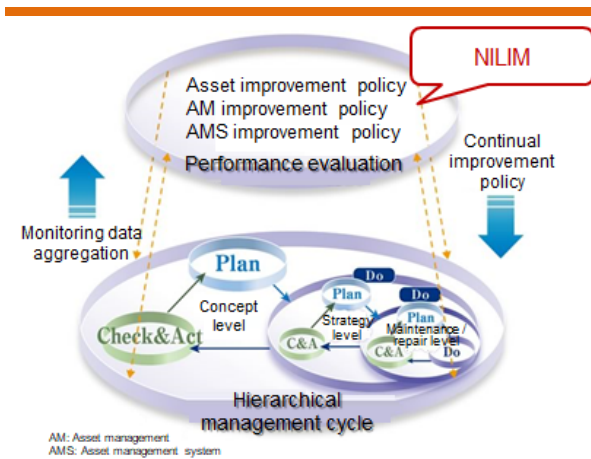 NILIM
Asset improvement policy
AM improvement policy
AMS improvement policy
Performance evaluation
Continual
improvement
policy
Monitoring data
aggregation
Plan
Concept
level
Check&Act
Do
Plan
Strategy
level
C&A
Do
Plan
Maintenance /
repair level
C&A
Do
Hierarchical
management cycle
AM: Asset management
AMS: Asset management system